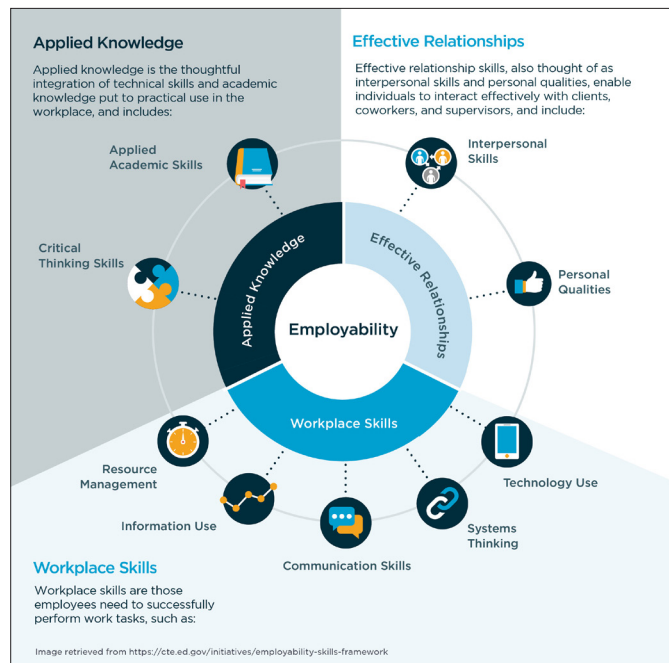 Applied Knowledge
Applied knowledge is the thoughtful
integration of technical skills and academic
knowledge put to practical use in the
workplace, and includes:
Effective Relationships
Effective relationship skills, also thought of as
interpersonal skills and personal qualities, enable
individuals to interact effectively with clients,
coworkers, and supervisors, and include:
Applied
Academic Skills
Interpersonal
Skills
Critical
Thinking Skills
Personal
Qualities
Applied Knowledge
Effective Relationships
Employability
Workplace Skills
Resource
Management
Technology Use
Information Use
Systems
Thinking
Communication Skills
Workplace Skills
Workplace skills are those
employees need to successfully
perform work tasks, such as:
Image retrieved from https://cte.ed.gov/initiatives/employability-skills-framework